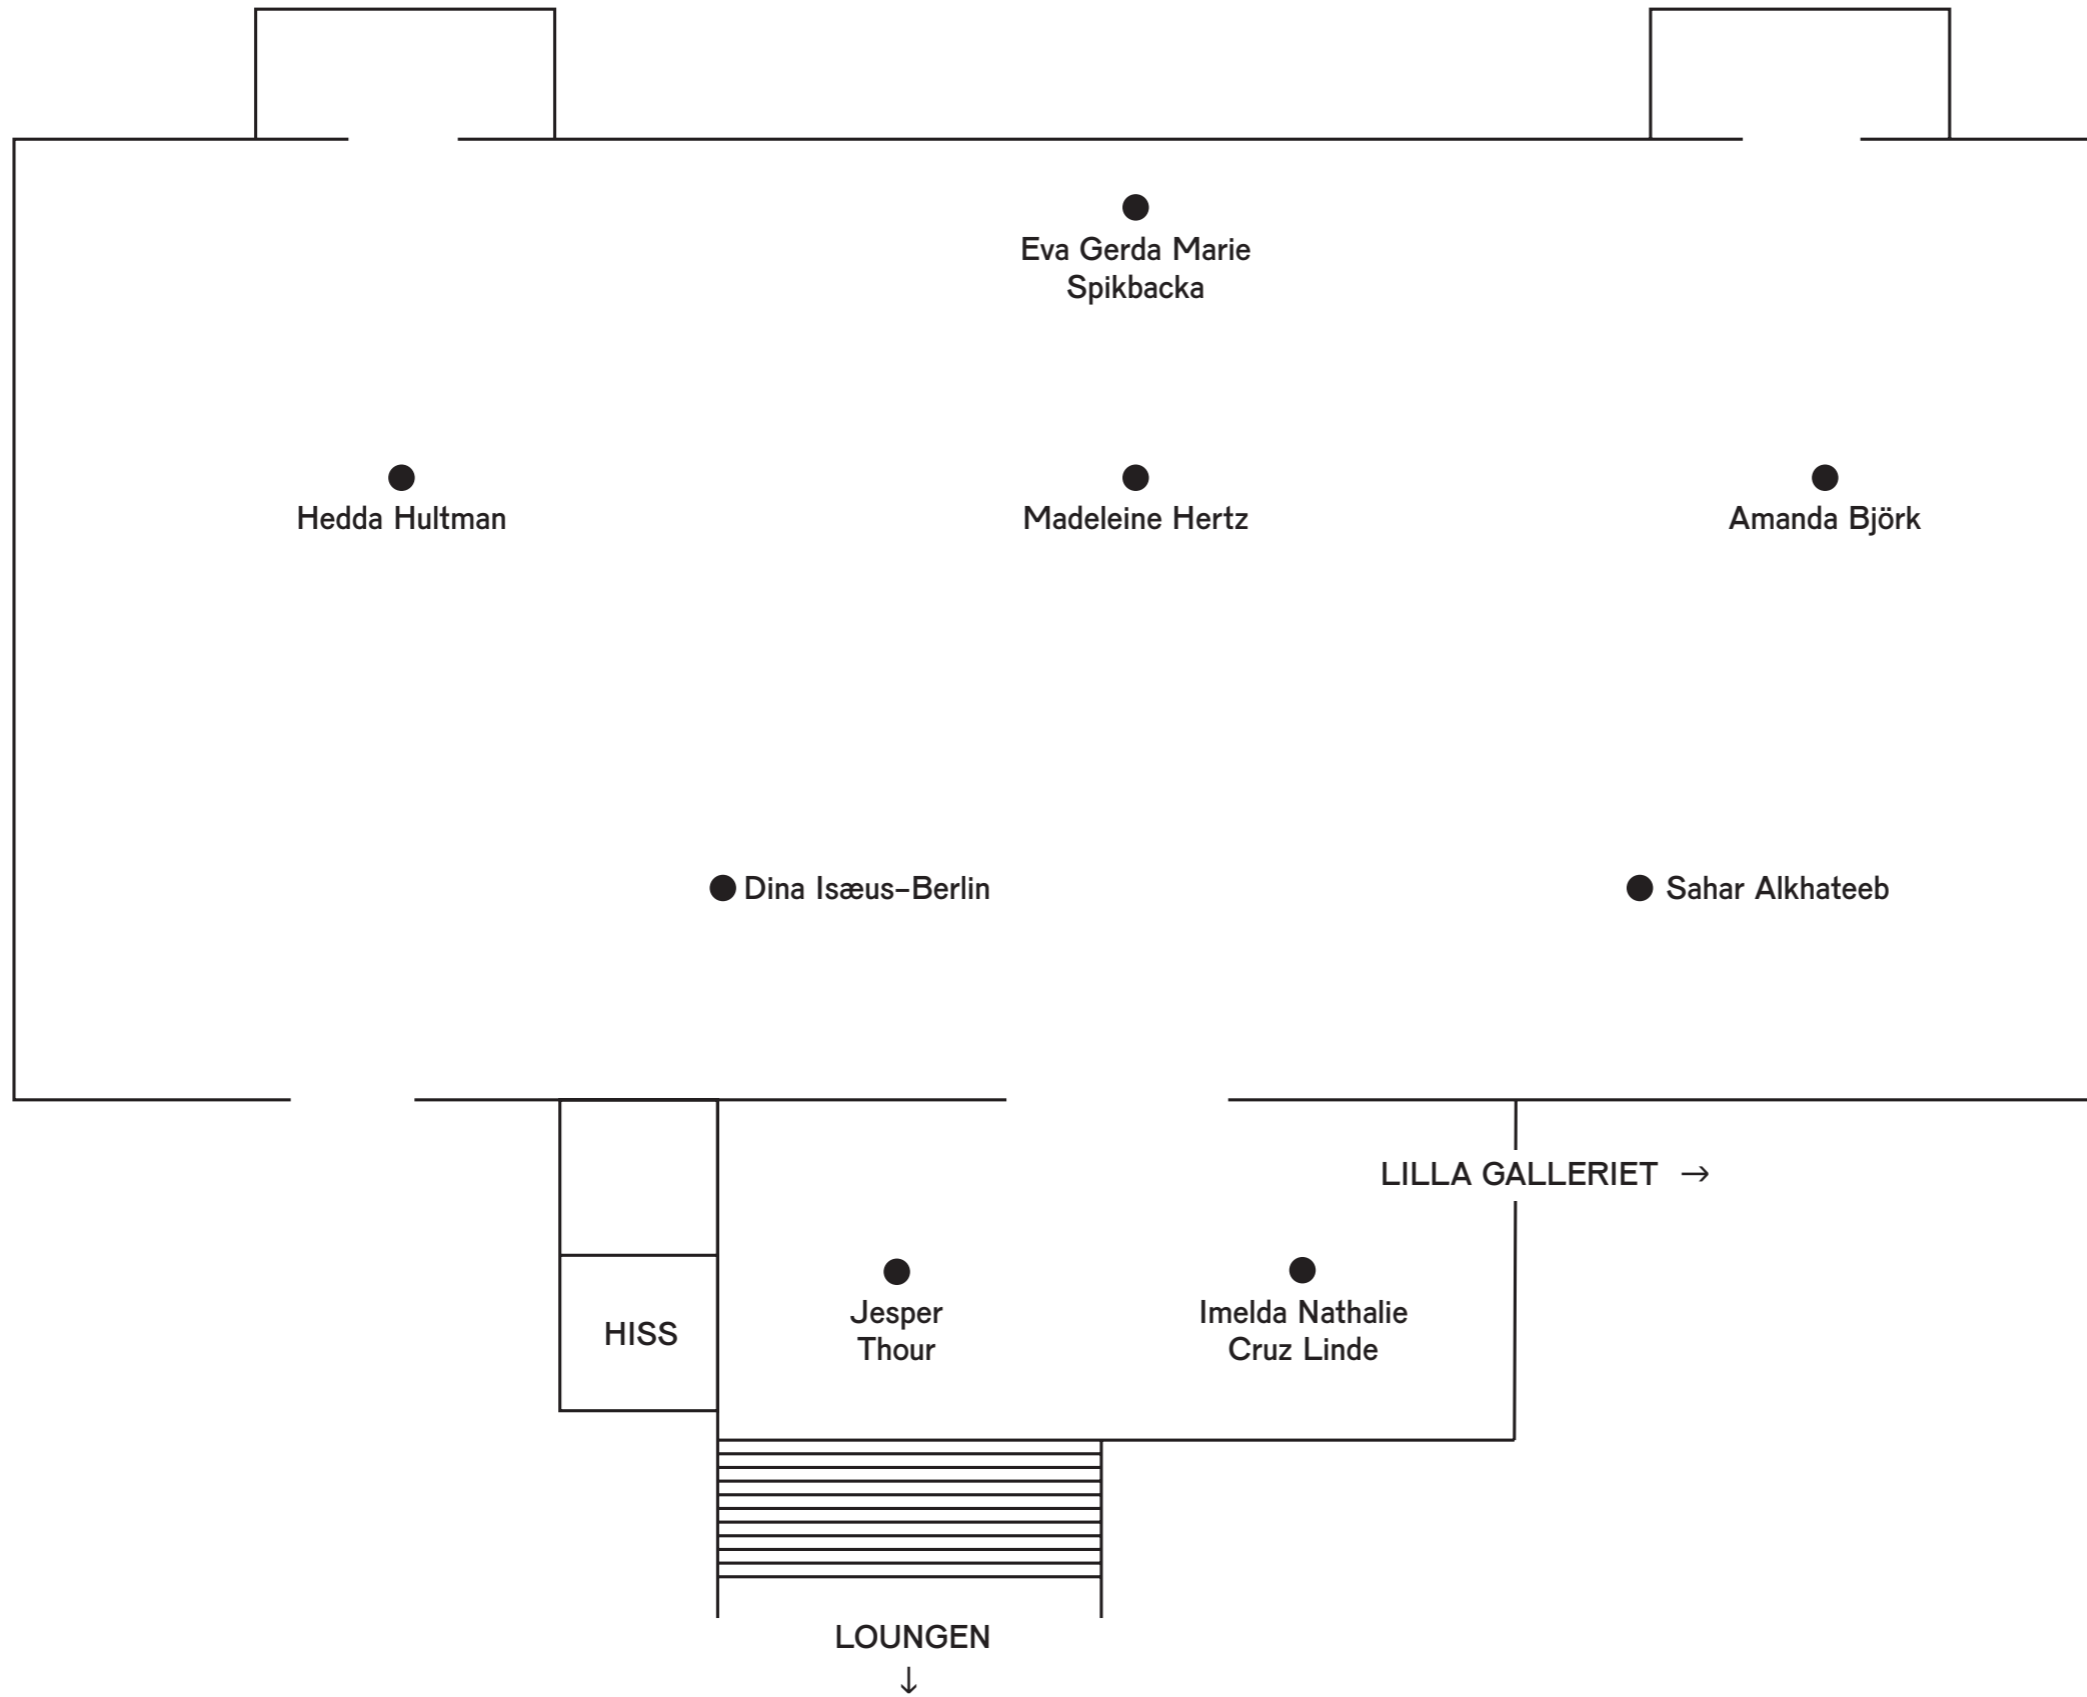 Eva Gerda Marie
Spikbacka
Hedda Hultman
Madeleine Hertz
Amanda Björk
Dina Isæus–Berlin
Sahar Alkhateeb
LILLA GALLERIET →
Jesper
Thour
Imelda Nathalie
Cruz Linde
HISS
LOUNGEN
↓